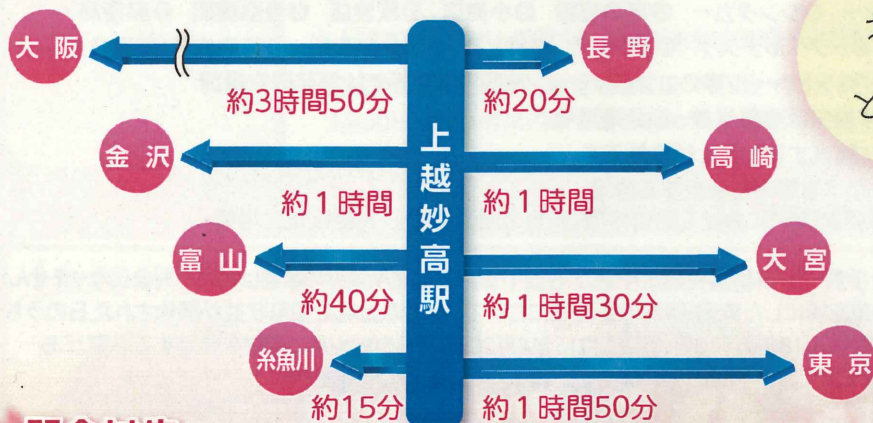 大阪
長野
約3時間50分
約20分
金沢
高崎
約1時間
約1時間
上越妙高駅
富山
大宮
約40分
約1時間30分
糸魚川
東京
約15分
約1時間50分